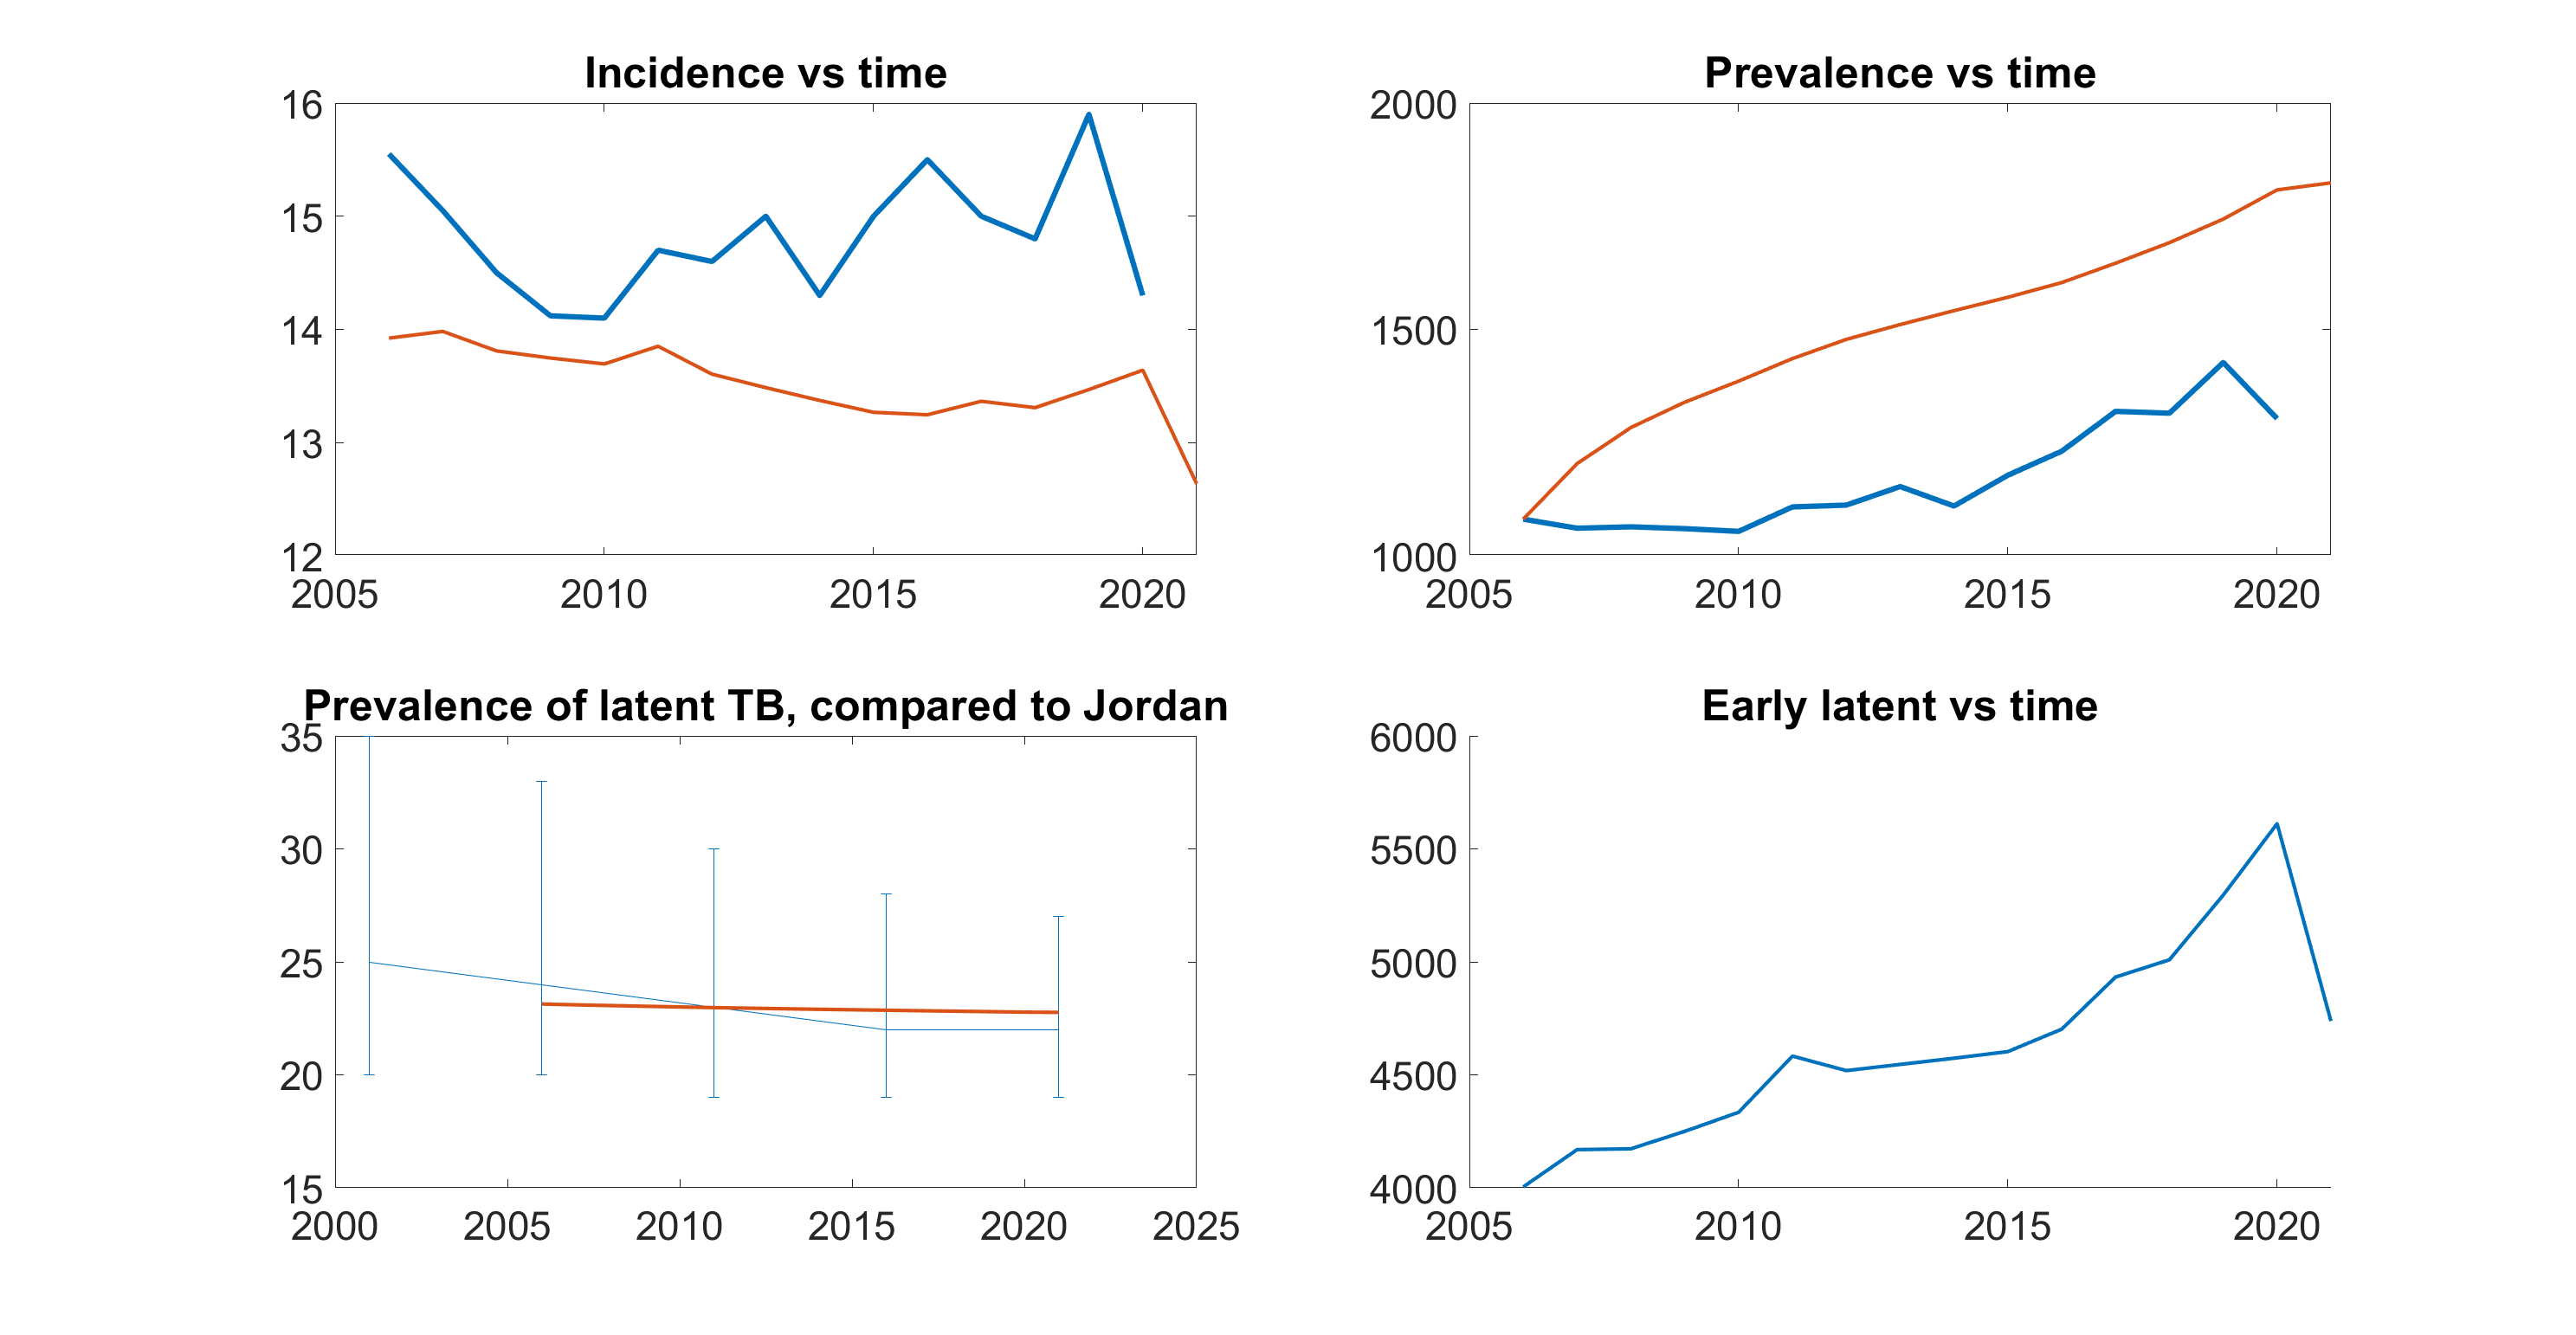 Incidence vs time
16
15
14
13
12
2005 2010 2015 2020
Prevalence vs time
2000
1500
1000
2005 2010 2015 2020
Prevalence of latent TB, compared to Jordan
35
30
25
20
15
2000 2005 2010 2015 2020 2025
Early latent vs time
6000
5500
5000
4500
4000
2005 2010 2015 2020